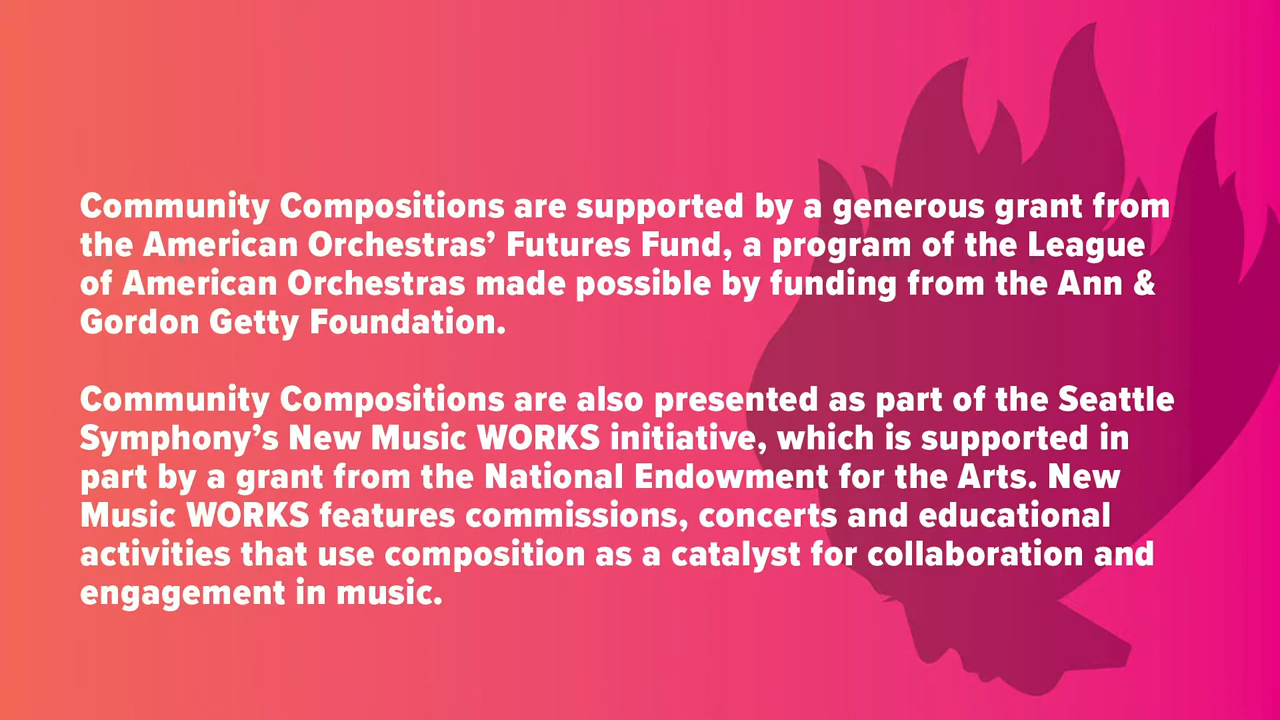 Community Compositions are supported by a generous grant from
the American Orchestras’ Futures Fund, a program of the League
of American Orchestras made possible by funding from the Ann &
Gordon Getty Foundation.
Community Compositions are also presented as part of the Seattle
Symphony’s New Music WORKS initiative, which is supported in
part by a grant from the National Endowment for the Arts. New
Music WORKS features commissions, concerts and educational
activities that use composition as a catalyst for collaboration and
engagement in music.